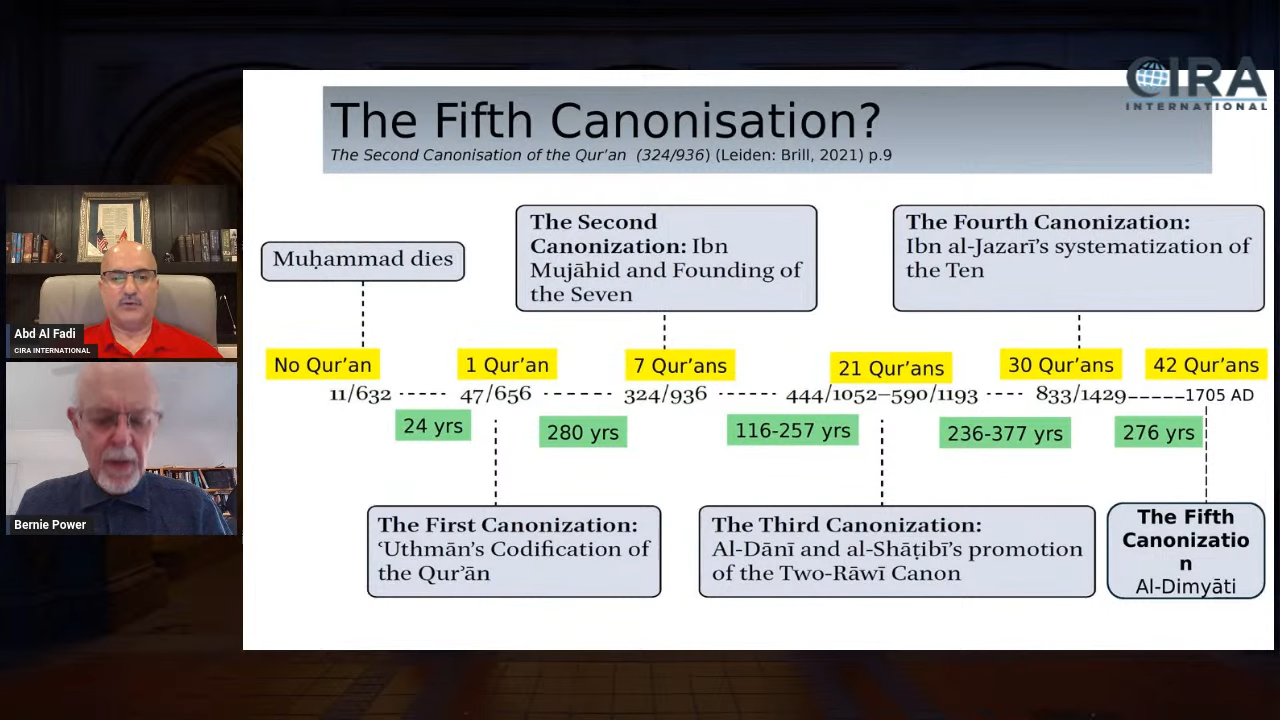 CIRA
INTERNATIONAL
The Fifth Canonisation?
The Second Canonisation of the Qur'an (324/936) (Leiden: Brill, 2021) p.9
Muḥammad dies
The Second
Canonization: Ibn
Mujāhid and Founding of
the Seven
The Fourth Canonization:
Ibn al-Jazarī's systematization of
the Ten
No Qur'an
1 Qur'an
7 Qur'ans
21 Qur'ans
30 Qur'ans
42 Qur'ans
11/632
47/656
324/936
444/1052–590/1193
833/1429
1705 AD
24 yrs
280 yrs
116-257 yrs
236-377 yrs
276 yrs
The First Canonization:
ʿUthmān's Codification of
the Qurʾān
The Third Canonization:
Al-Dānī and al-Shāṭibī's promotion
of the Two-Rāwī Canon
The Fifth
Canonizatio
n
Al-Dimyāti
Abd Al Fadi
CIRA INTERNATIONAL
Bernie Power